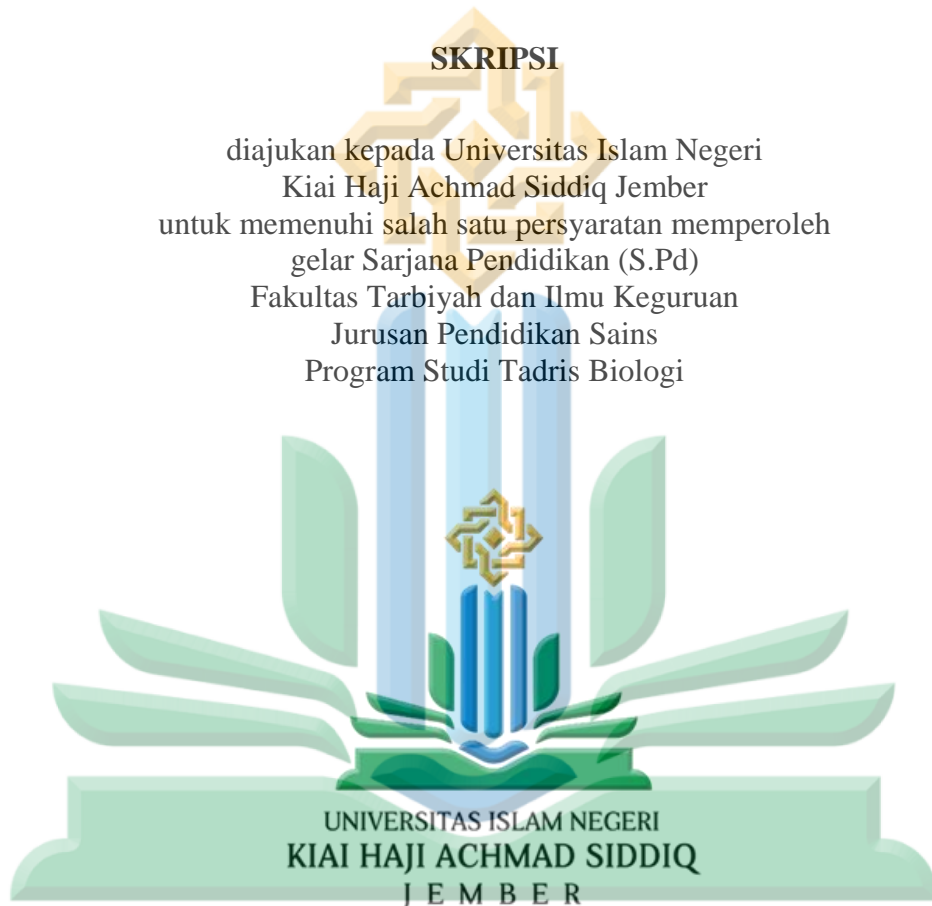 SKRIPSI
diajukan kepada Universitas Islam Negeri
Kiai Haji Achmad Siddiq Jember
untuk memenuhi salah satu persyaratan memperoleh
gelar Sarjana Pendidikan (S.Pd)
Fakultas Tarbiyah dan Ilmu Keguruan
Jurusan Pendidikan Sains
Program Studi Tadris Biologi
UNIVERSITAS ISLAM NEGERI
KIAI HAJI ACHMAD SIDDIQ
JEMBER